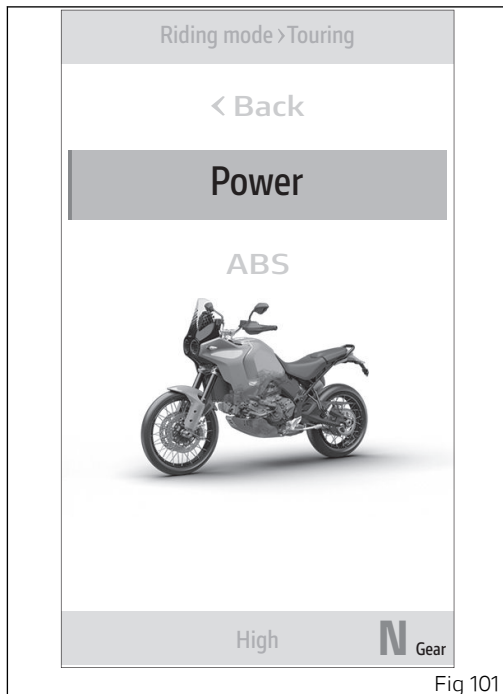 Riding mode ›Touring
‹ Back
Power
ABS
High
N Gear
Fig 101